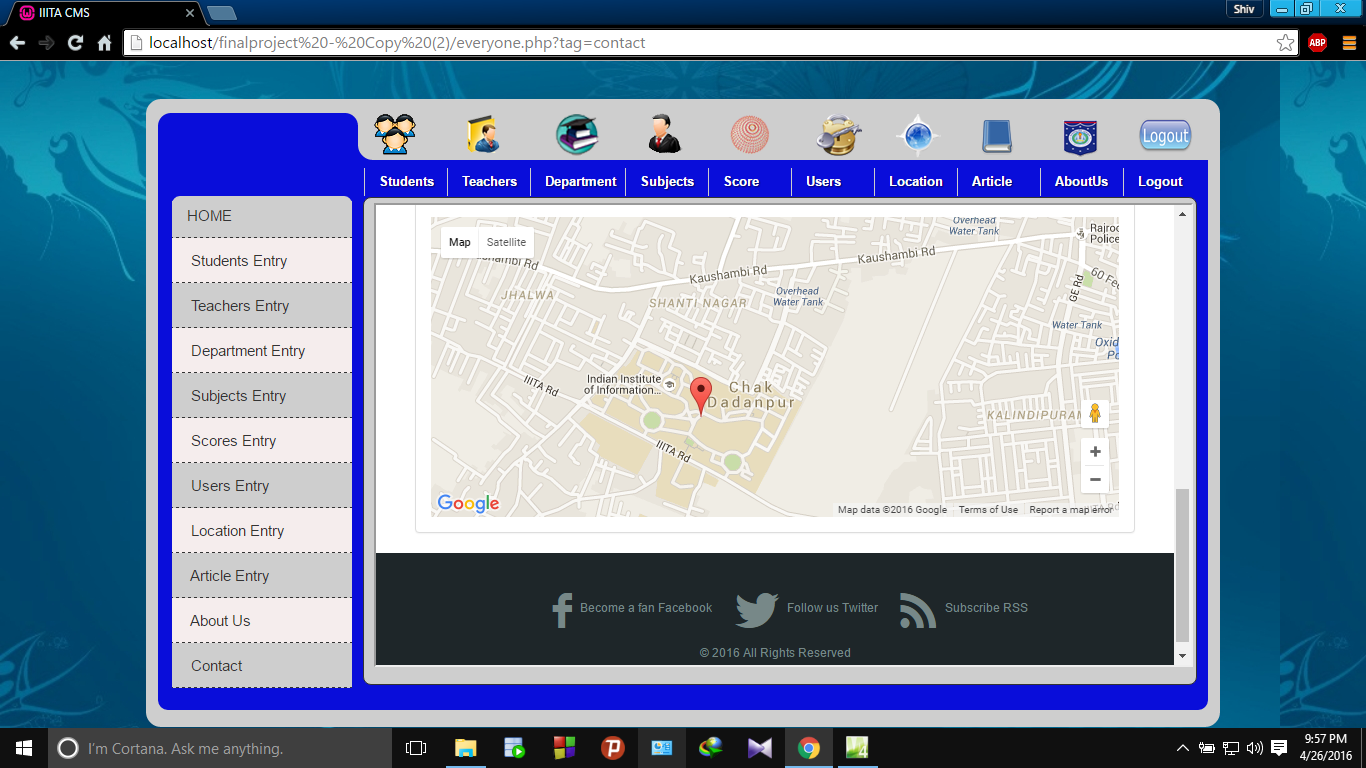 IIITA CMS
Shiv
localhost/finalproject%20-%20Copy%20(2)/everyone.php?tag=contact
ABP
Logout
Students Teachers Department Subjects Score Users Location Article AboutUs Logout
HOME
Students Entry
Teachers Entry
Department Entry
Subjects Entry
Scores Entry
Users Entry
Location Entry
Article Entry
About Us
Contact
Map Satellite
Overhead
Water Tank
Police
Kaushambi Rd
Kaushambi Rd
JHALWA
SHANTI NAGAR
Overhead
Water Tank
GE Rd
Water Tank
IIITA Rd
Indian Institute
of Information...
Chak
Dadanpur
KALINDIPURAM
IIITA Rd
+
−
Google
Map data ©2016 Google Terms of Use Report a map error
Become a fan Facebook Follow us Twitter Subscribe RSS
© 2016 All Rights Reserved
I'm Cortana. Ask me anything.
9:57 PM
4/26/2016